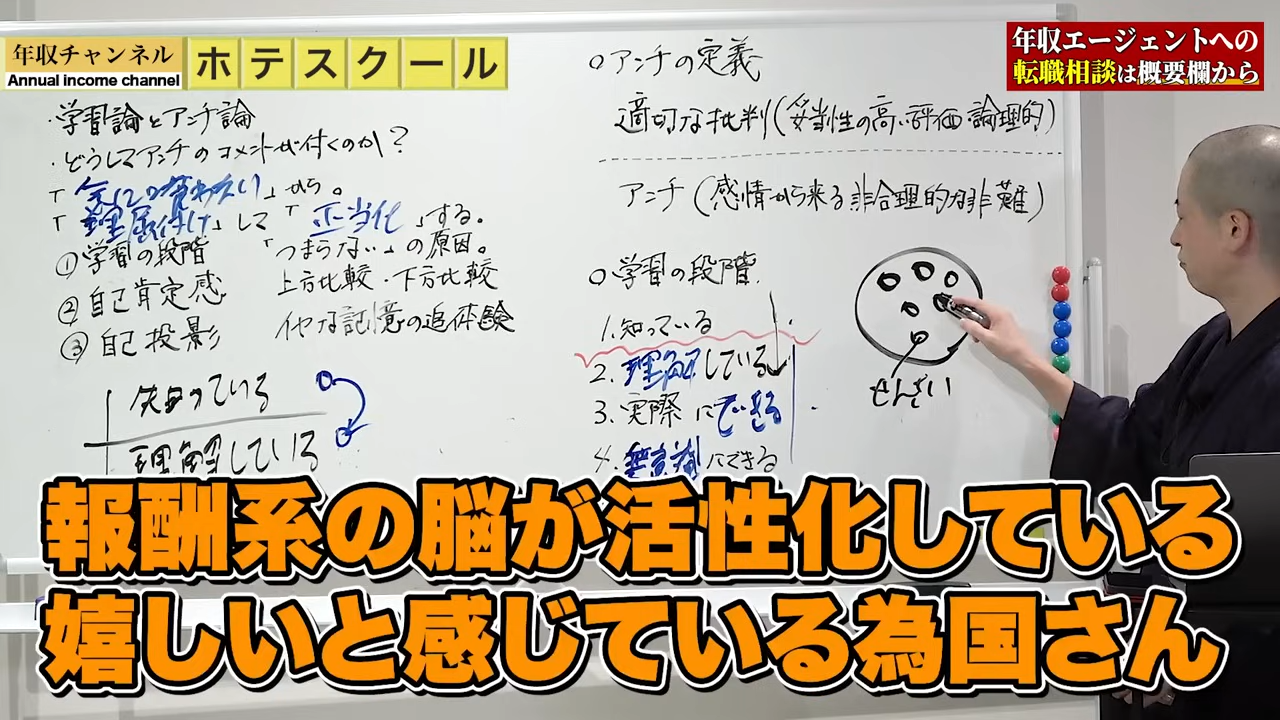 年収チャンネル
Annual income channel
ホテスクール
年収エージェントへの
転職相談は概要欄から
・学習論とアンチ論
・どうしてアンチのコメントが付くのか?
「気にの食わない」から。
「理屈付け」して「正当化」する。
①学習の段階
「つまらない」の原因。
②自己肯定感
上方比較・下方比較
③自己投影
イヤな記憶の追体験
知っている
理解している
○アンチの定義
適切な批判(妥当性の高い評価・論理的)
アンチ(感情から来る非合理的な非難)
○学習の段階.
1.知っている
2.理解している
3.実際にできる
4.無意識にできる
せんざい
報酬系の脳が活性化している
嬉しいと感じている為国さん